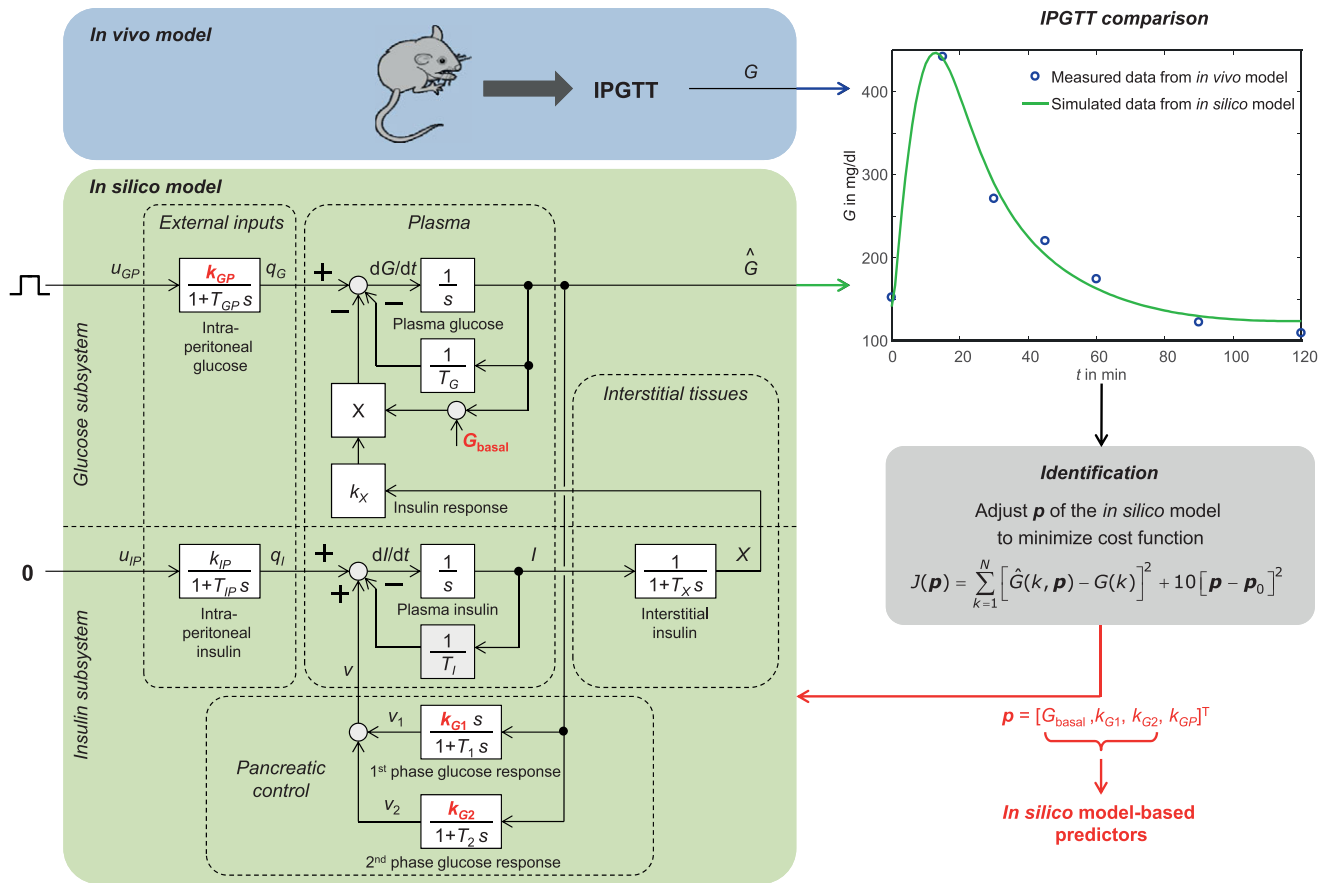 In vivo model
IPGTT
G
IPGTT comparison
Measured data from in vivo model
Simulated data from in silico model
400
300
200
100
G in mg/dl
0
20
40
60
80
100
120
t in min
In silico model
External inputs
Plasma
Glucose subsystem
u_GP
k_GP
1+T_GP s
q_G
Intra-
peritoneal
glucose
+
−
dG/dt
−
1
s
Plasma glucose
1
T_G
X
G_basal
k_X
Insulin response
Ĝ
Interstitial tissues
Insulin subsystem
0
u_IP
k_IP
1+T_IP s
q_I
Intra-
peritoneal
insulin
+
+
dI/dt
−
1
s
Plasma insulin
1
T_I
I
1
1+T_X s
X
Interstitial
insulin
v
Pancreatic
control
v_1
k_G1 s
1+T_1 s
1st phase glucose response
v_2
k_G2
1+T_2 s
2nd phase glucose response
Identification
Adjust p of the in silico model
to minimize cost function
J(p) = ∑_{k=1}^{N} [Ĝ(k, p) − G(k)]² + 10[p − p_0]²
p = [G_basal ,k_G1, k_G2, k_GP]^T
In silico model-based
predictors